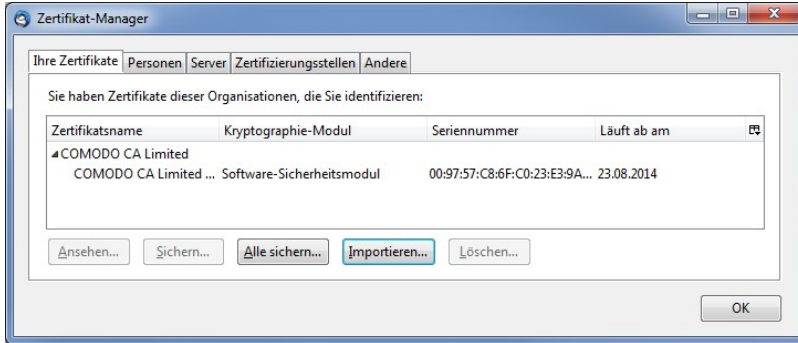 Zertifikat-Manager
Ihre Zertifikate Personen Server Zertifizierungsstellen Andere
Sie haben Zertifikate dieser Organisationen, die Sie identifizieren:
Zertifikatsname Kryptographie-Modul Seriennummer Läuft ab am
COMODO CA Limited
COMODO CA Limited ... Software-Sicherheitsmodul 00:97:57:C8:6F:C0:23:E3:9A... 23.08.2014
Ansehen... Sichern... Alle sichern... Importieren... Löschen...
OK